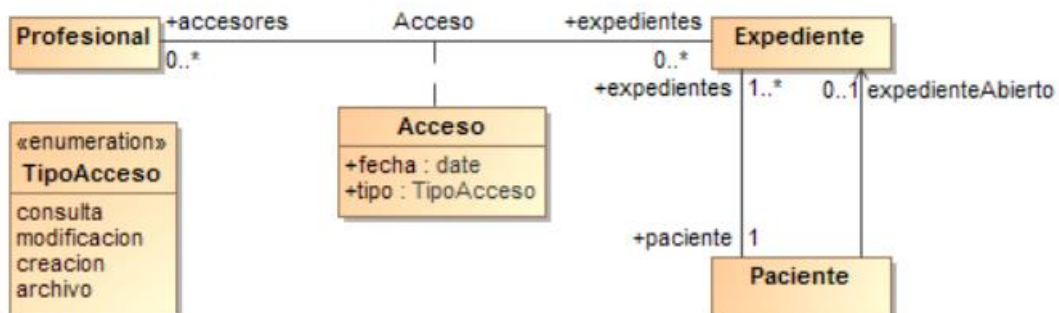 Profesional
+accesores
0..*
Acceso
+expedientes
0..*
Expediente
+expedientes
1..*
0..1
expedienteAbierto
«enumeration»
TipoAcceso
consulta
modificacion
creacion
archivo
Acceso
+fecha : date
+tipo : TipoAcceso
+paciente
1
Paciente